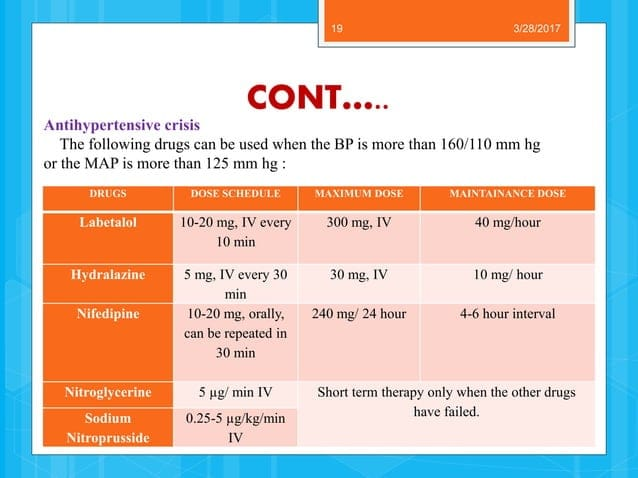 19
3/28/2017
CONT.....
Antihypertensive crisis
The following drugs can be used when the BP is more than 160/110 mm hg
or the MAP is more than 125 mm hg :
DRUGS DOSE SCHEDULE MAXIMUM DOSE MAINTAINANCE DOSE
Labetalol 10-20 mg, IV every 300 mg, IV 40 mg/hour
10 min
Hydralazine 5 mg, IV every 30 30 mg, IV 10 mg/ hour
min
Nifedipine 10-20 mg, orally, 240 mg/ 24 hour 4-6 hour interval
can be repeated in
30 min
Nitroglycerine 5 µg/ min IV Short term therapy only when the other drugs
have failed.
Sodium 0.25-5 µg/kg/min
Nitroprusside IV